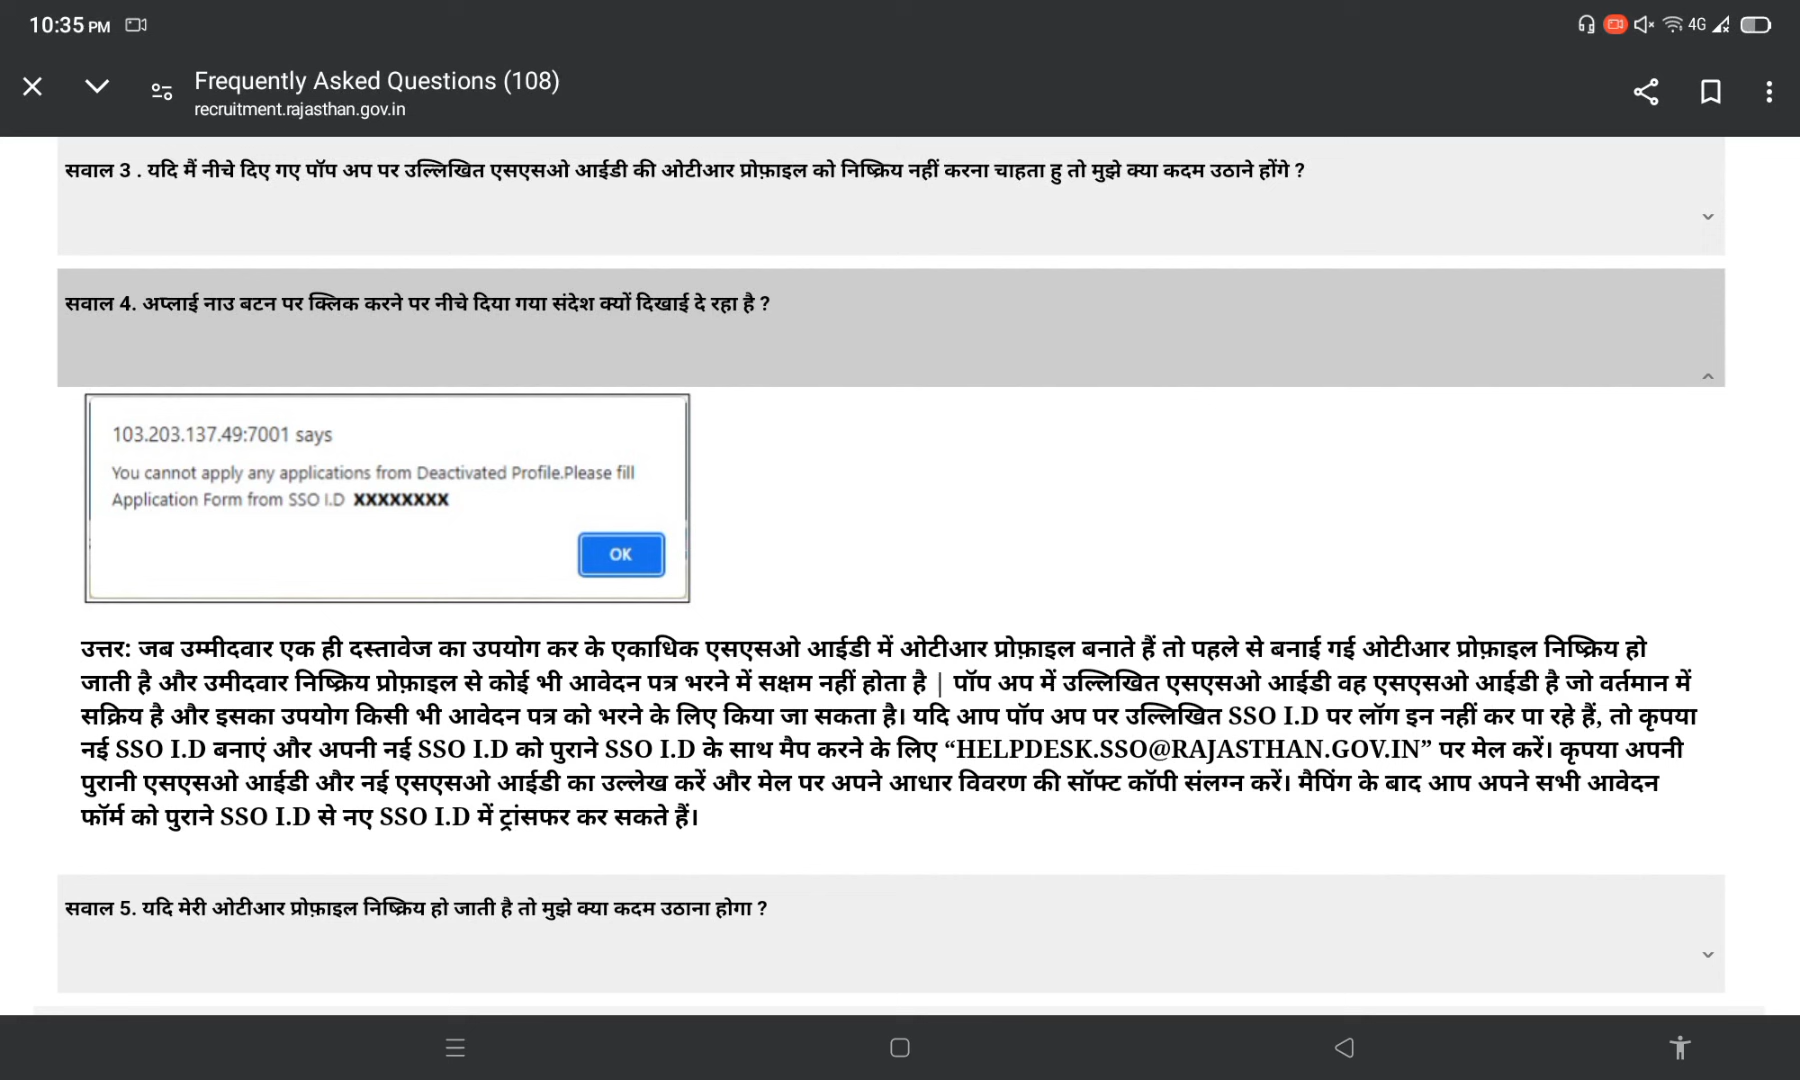 10:35 PM
4G
Frequently Asked Questions (108)
recruitment.rajasthan.gov.in
सवाल 3 . यदि मैं नीचे दिए गए पॉप अप पर उल्लिखित एसएसओ आईडी की ओटीआर प्रोफ़ाइल को निष्क्रिय नहीं करना चाहता हु तो मुझे क्या कदम उठाने होंगे ?
सवाल 4. अप्लाई नाउ बटन पर क्लिक करने पर नीचे दिया गया संदेश क्यों दिखाई दे रहा है ?
103.203.137.49:7001 says
You cannot apply any applications from Deactivated Profile.Please fill
Application Form from SSO I.D XXXXXXXX
OK
उत्तर: जब उम्मीदवार एक ही दस्तावेज का उपयोग कर के एकाधिक एसएसओ आईडी में ओटीआर प्रोफ़ाइल बनाते हैं तो पहले से बनाई गई ओटीआर प्रोफ़ाइल निष्क्रिय हो
जाती है और उमीदवार निष्क्रिय प्रोफ़ाइल से कोई भी आवेदन पत्र भरने में सक्षम नहीं होता है | पॉप अप में उल्लिखित एसएसओ आईडी वह एसएसओ आईडी है जो वर्तमान में
सक्रिय है और इसका उपयोग किसी भी आवेदन पत्र को भरने के लिए किया जा सकता है। यदि आप पॉप अप पर उल्लिखित SSO I.D पर लॉग इन नहीं कर पा रहे हैं, तो कृपया
नई SSO I.D बनाएं और अपनी नई SSO I.D को पुराने SSO I.D के साथ मैप करने के लिए “HELPDESK.SSO@RAJASTHAN.GOV.IN” पर मेल करें। कृपया अपनी
पुरानी एसएसओ आईडी और नई एसएसओ आईडी का उल्लेख करें और मेल पर अपने आधार विवरण की सॉफ्ट कॉपी संलग्न करें। मैपिंग के बाद आप अपने सभी आवेदन
फॉर्म को पुराने SSO I.D से नए SSO I.D में ट्रांसफर कर सकते हैं।
सवाल 5. यदि मेरी ओटीआर प्रोफ़ाइल निष्क्रिय हो जाती है तो मुझे क्या कदम उठाना होगा ?